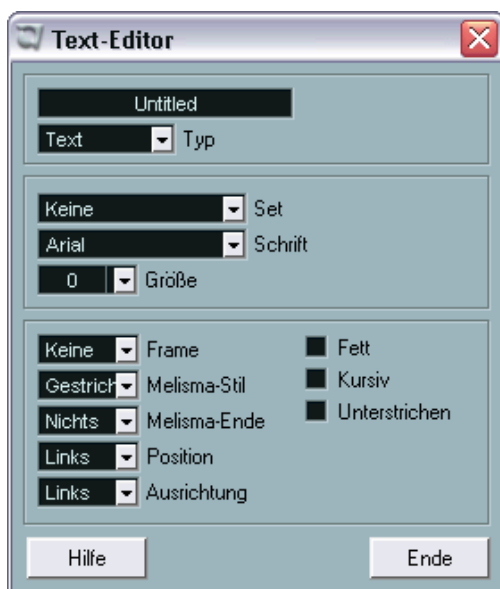 Text-Editor
Untitled
Text Typ
Keine Set
Arial Schrift
0 Größe
Keine Frame Fett
Gestrich Melisma-Stil Kursiv
Nichts Melisma-Ende Unterstrichen
Links Position
Links Ausrichtung
Hilfe Ende